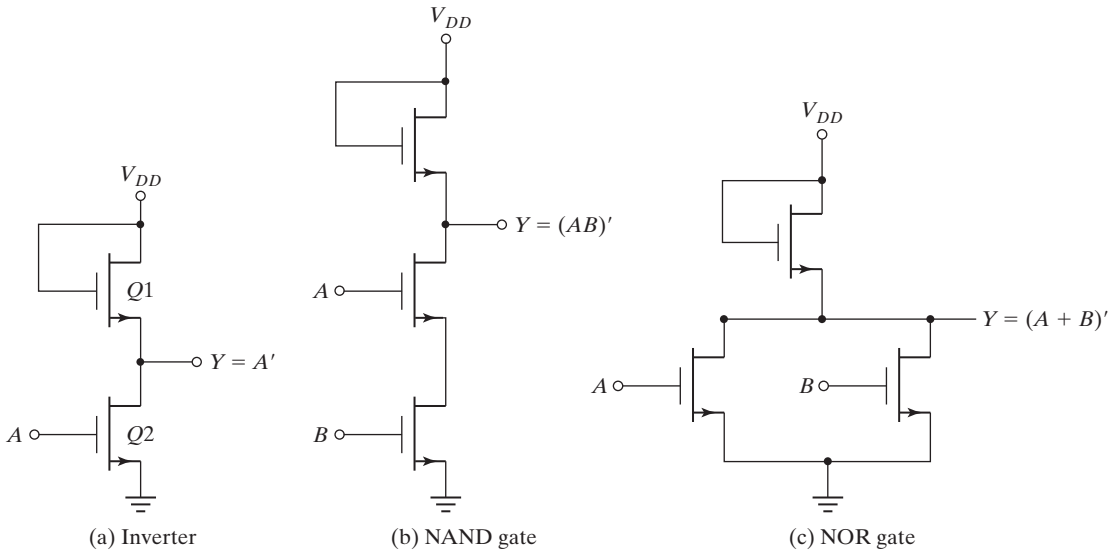 V_DD
Q1
Y = A'
A
Q2
(a) Inverter
V_DD
Y = (AB)'
A
B
(b) NAND gate
V_DD
Y = (A + B)'
A
B
(c) NOR gate